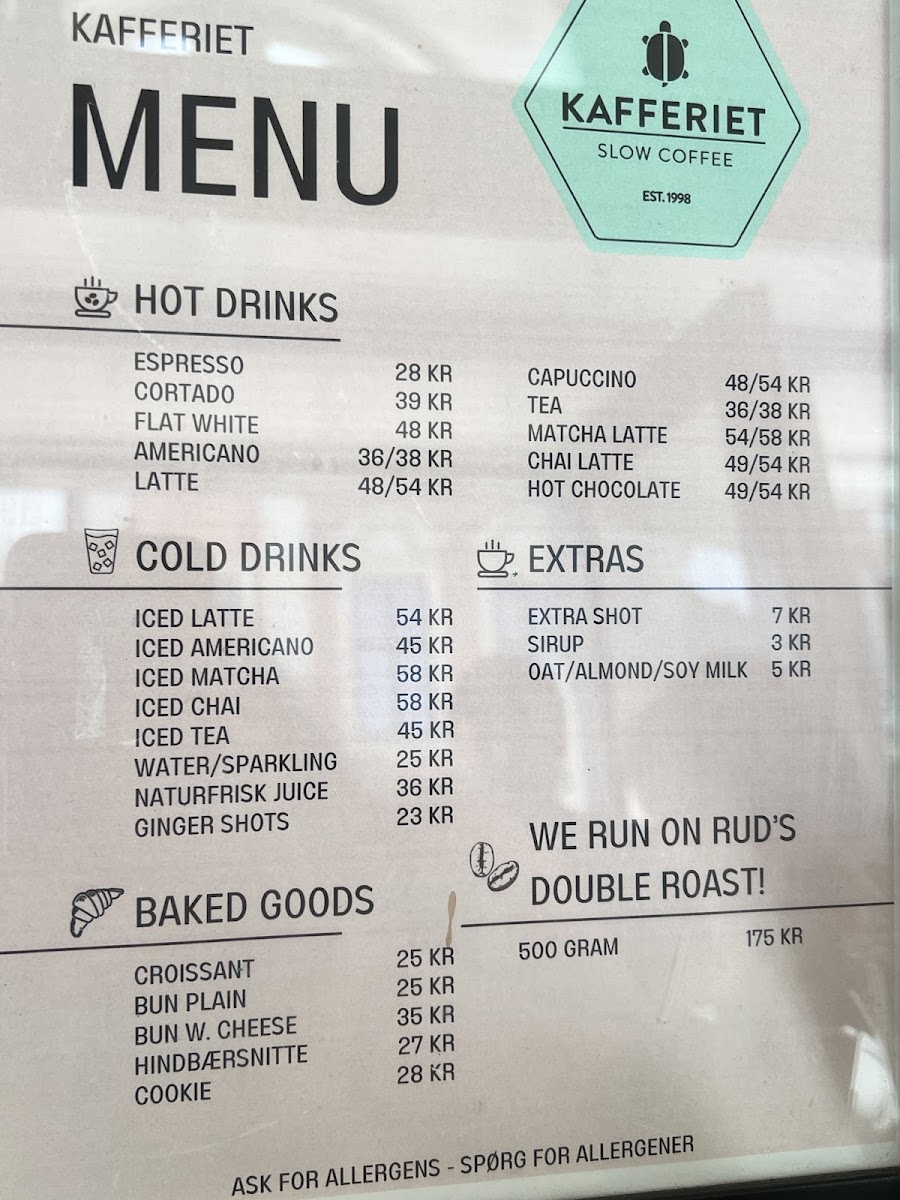 KAFFERIET
MENU
KAFFERIET
SLOW COFFEE
EST. 1998
HOT DRINKS
ESPRESSO 28 KR
CORTADO 39 KR
FLAT WHITE 48 KR
AMERICANO 36/38 KR
LATTE 48/54 KR
CAPUCCINO 48/54 KR
TEA 36/38 KR
MATCHA LATTE 54/58 KR
CHAI LATTE 49/54 KR
HOT CHOCOLATE 49/54 KR
COLD DRINKS
ICED LATTE 54 KR
ICED AMERICANO 45 KR
ICED MATCHA 58 KR
ICED CHAI 58 KR
ICED TEA 45 KR
WATER/SPARKLING 25 KR
NATURFRISK JUICE 36 KR
GINGER SHOTS 23 KR
EXTRAS
EXTRA SHOT 7 KR
SIRUP 3 KR
OAT/ALMOND/SOY MILK 5 KR
WE RUN ON RUD'S
DOUBLE ROAST!
500 GRAM 175 KR
BAKED GOODS
CROISSANT 25 KR
BUN PLAIN 25 KR
BUN W. CHEESE 35 KR
HINDBÆRSNITTE 27 KR
COOKIE 28 KR
ASK FOR ALLERGENS - SPØRG FOR ALLERGENER